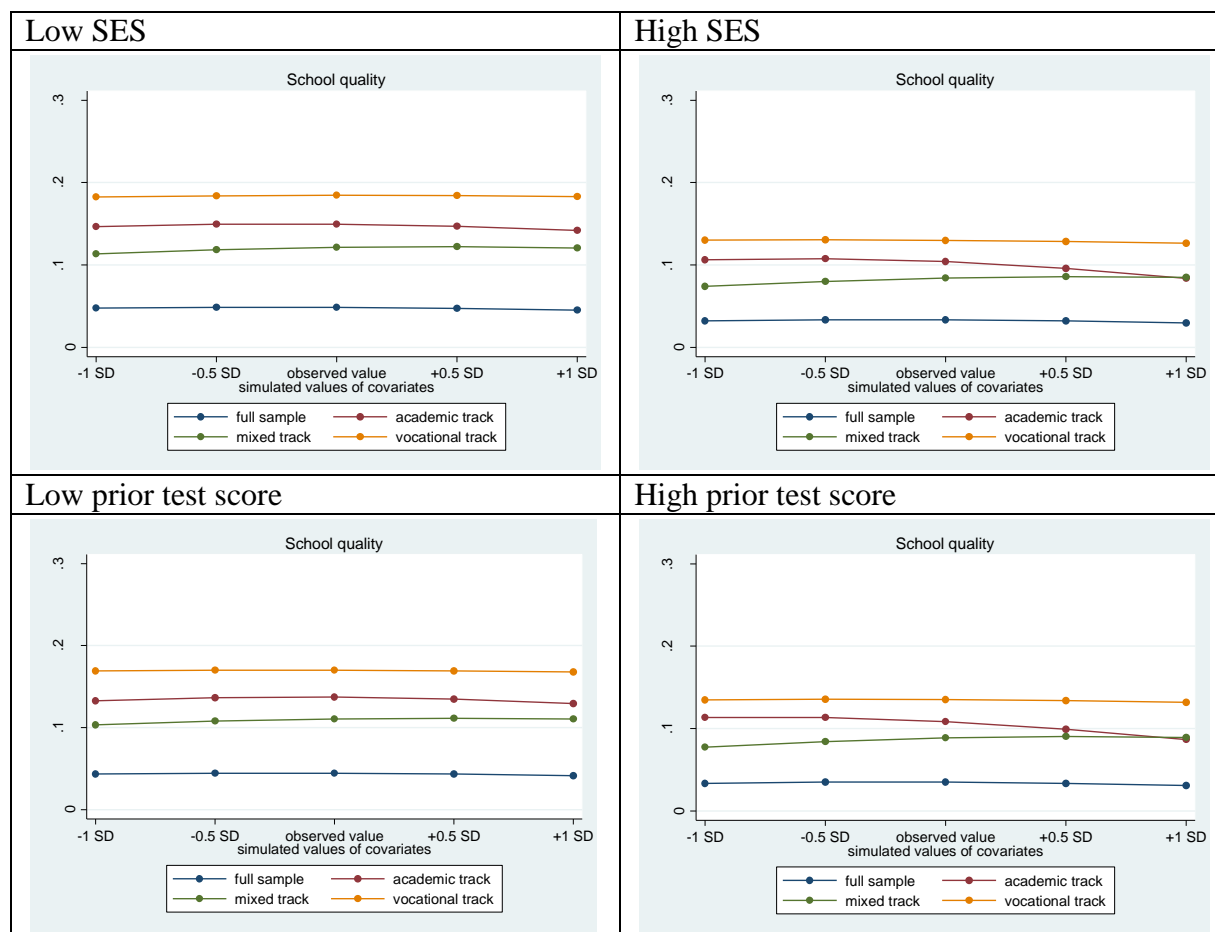 Low SES
High SES
School quality
.3
.2
.1
0
-1 SD -0.5 SD observed value +0.5 SD +1 SD
simulated values of covariates
full sample academic track
mixed track vocational track
School quality
.3
.2
.1
0
-1 SD -0.5 SD observed value +0.5 SD +1 SD
simulated values of covariates
full sample academic track
mixed track vocational track
Low prior test score
High prior test score
School quality
.3
.2
.1
0
-1 SD -0.5 SD observed value +0.5 SD +1 SD
simulated values of covariates
full sample academic track
mixed track vocational track
School quality
.3
.2
.1
0
-1 SD -0.5 SD observed value +0.5 SD +1 SD
simulated values of covariates
full sample academic track
mixed track vocational track